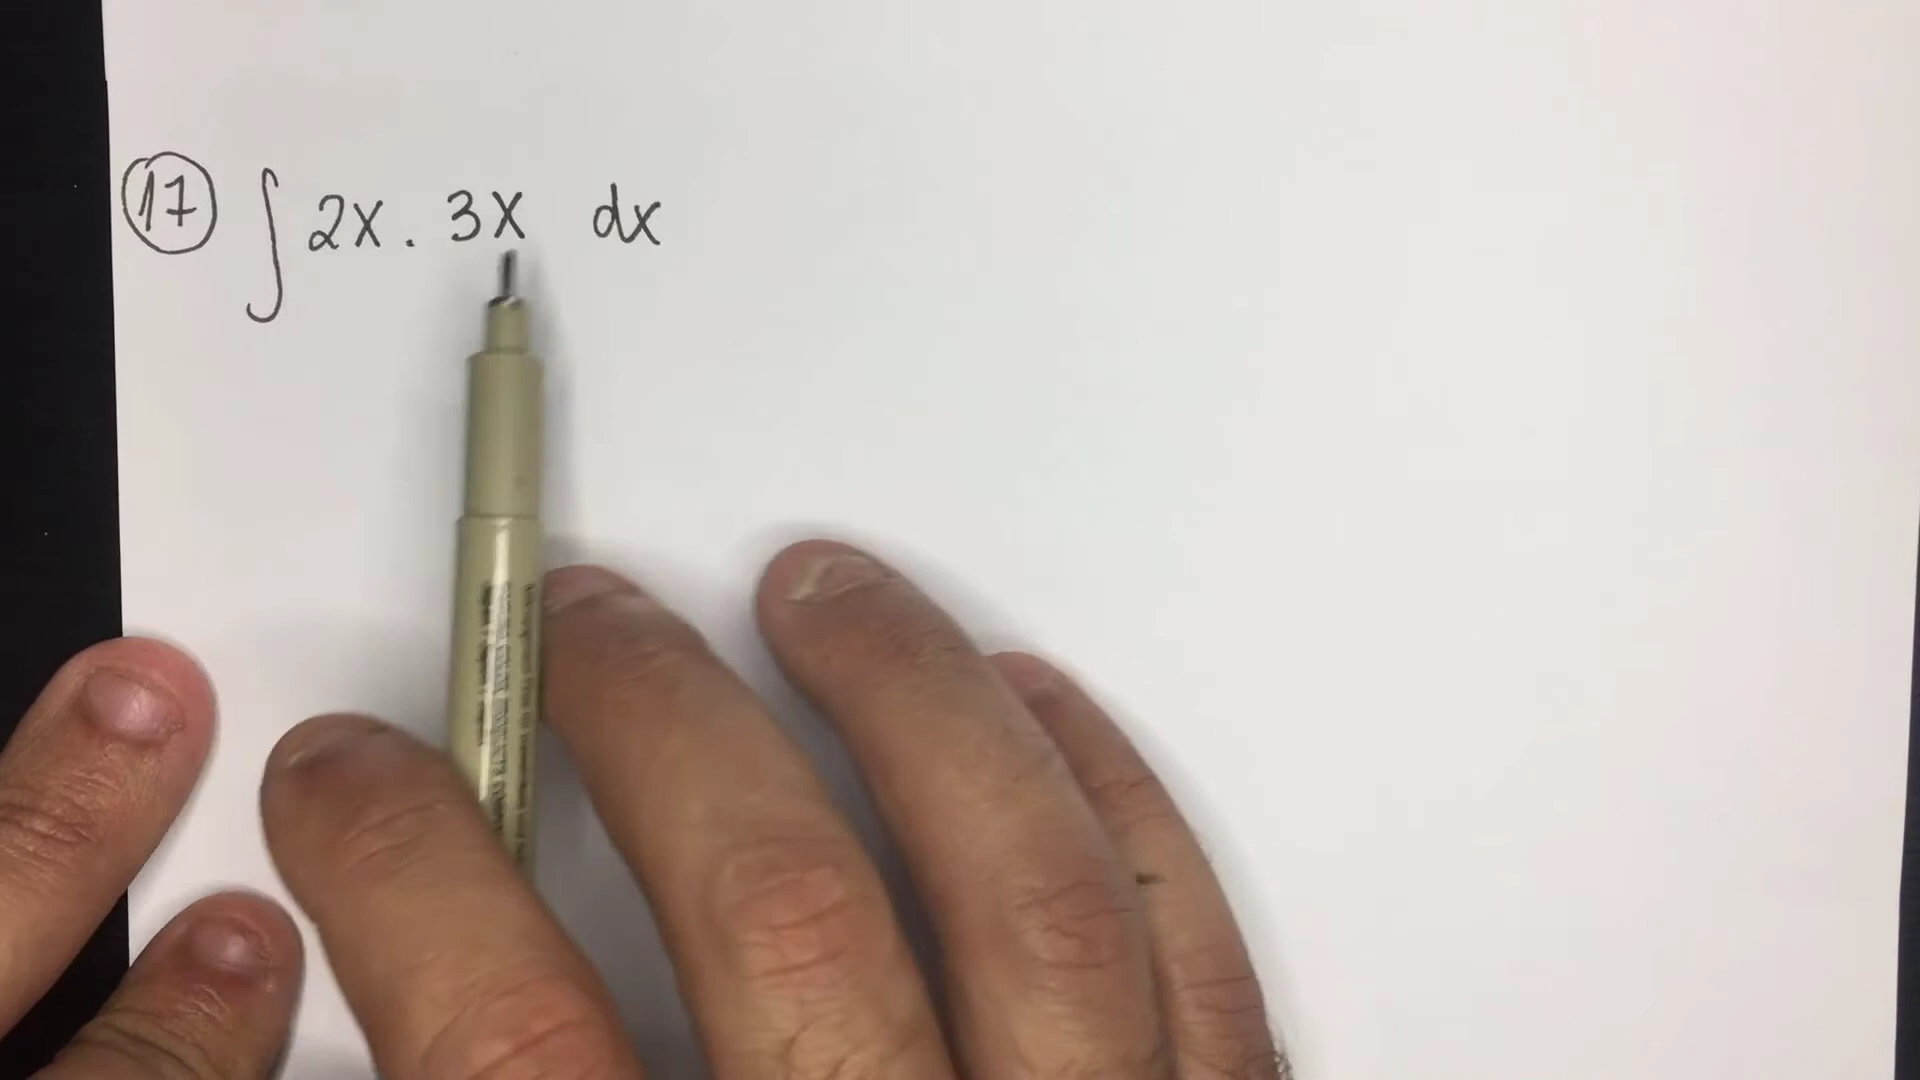 17 ∫ 2x . 3x dx